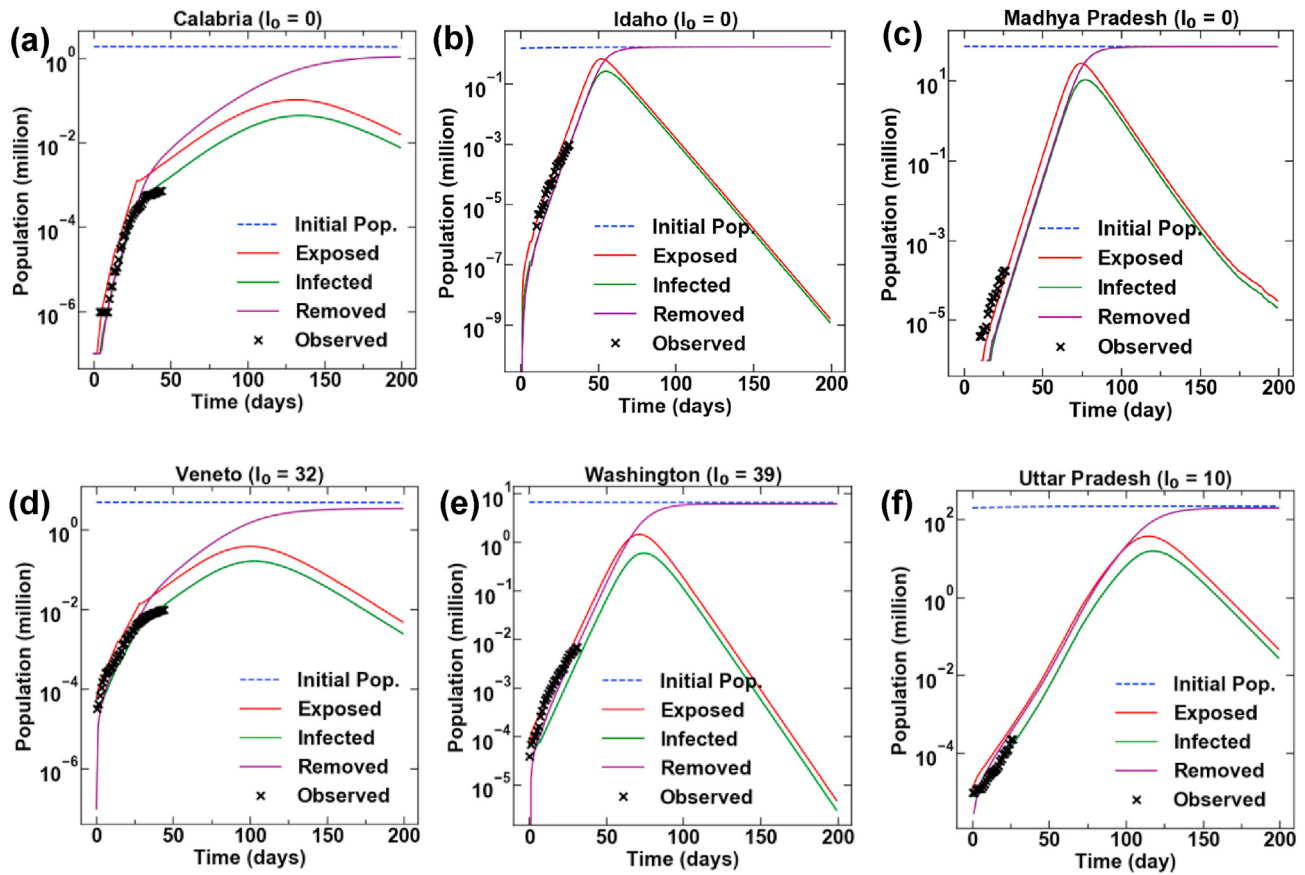 (a)
Calabria (I₀ = 0)
10⁰
10⁻²
10⁻⁴
10⁻⁶
Population (million)
Initial Pop.
Exposed
Infected
Removed
Observed
0 50 100 150 200
Time (days)
(b)
Idaho (I₀ = 0)
10⁻¹
10⁻³
10⁻⁵
10⁻⁷
10⁻⁹
Population (million)
Initial Pop.
Exposed
Infected
Removed
Observed
0 50 100 150 200
Time (days)
(c)
Madhya Pradesh (I₀ = 0)
10¹
10⁻¹
10⁻³
10⁻⁵
Population (million)
Initial Pop.
Exposed
Infected
Removed
Observed
0 50 100 150 200
Time (day)
(d)
Veneto (I₀ = 32)
10⁰
10⁻²
10⁻⁴
10⁻⁶
Population (million)
Initial Pop.
Exposed
Infected
Removed
Observed
0 50 100 150 200
Time (days)
(e)
Washington (I₀ = 39)
10¹
10⁰
10⁻¹
10⁻²
10⁻³
10⁻⁴
10⁻⁵
Population (million)
Initial Pop.
Exposed
Infected
Removed
Observed
0 50 100 150 200
Time (days)
(f)
Uttar Pradesh (I₀ = 10)
10²
10⁰
10⁻²
10⁻⁴
Population (million)
Initial Pop.
Exposed
Infected
Removed
Observed
0 50 100 150 200
Time (day)